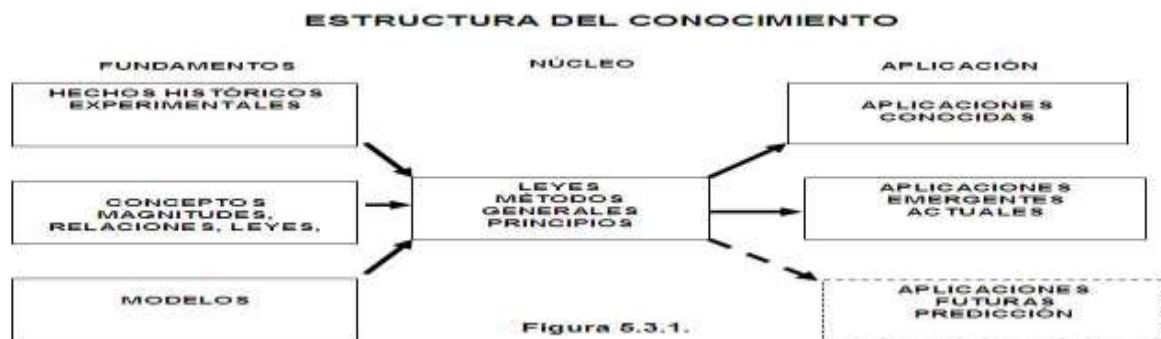 ESTRUCTURA DEL CONOCIMIENTO
FUNDAMENTOS
HECHOS HISTÓRICOS
EXPERIMENTALES
CONCEPTOS
MAGNITUDES,
RELACIONES, LEYES,
MODELOS
NÚCLEO
LEYES
MÉTODOS
GENERALES
PRINCIPIOS
APLICACIÓN
APLICACIONES
CONOCIDAS
APLICACIONES
EMERGENTES
ACTUALES
APLICACIONES
FUTURAS
PREDICCIÓN
Figura 5.3.1.